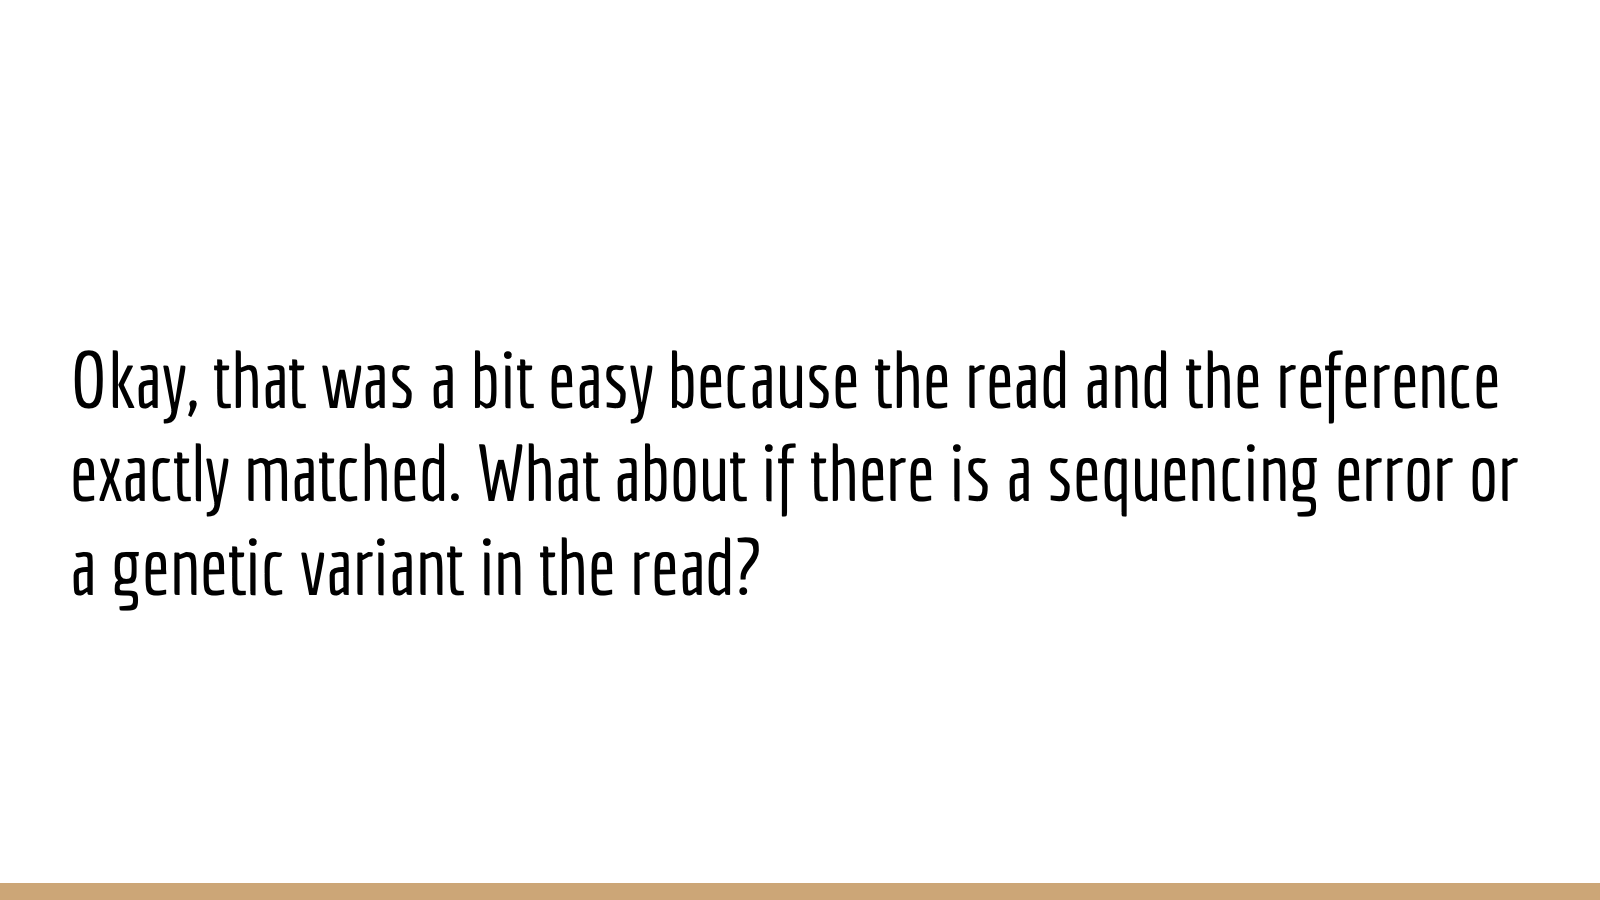 Okay, that was a bit easy because the read and the reference
exactly matched. What about if there is a sequencing error or
a genetic variant in the read?